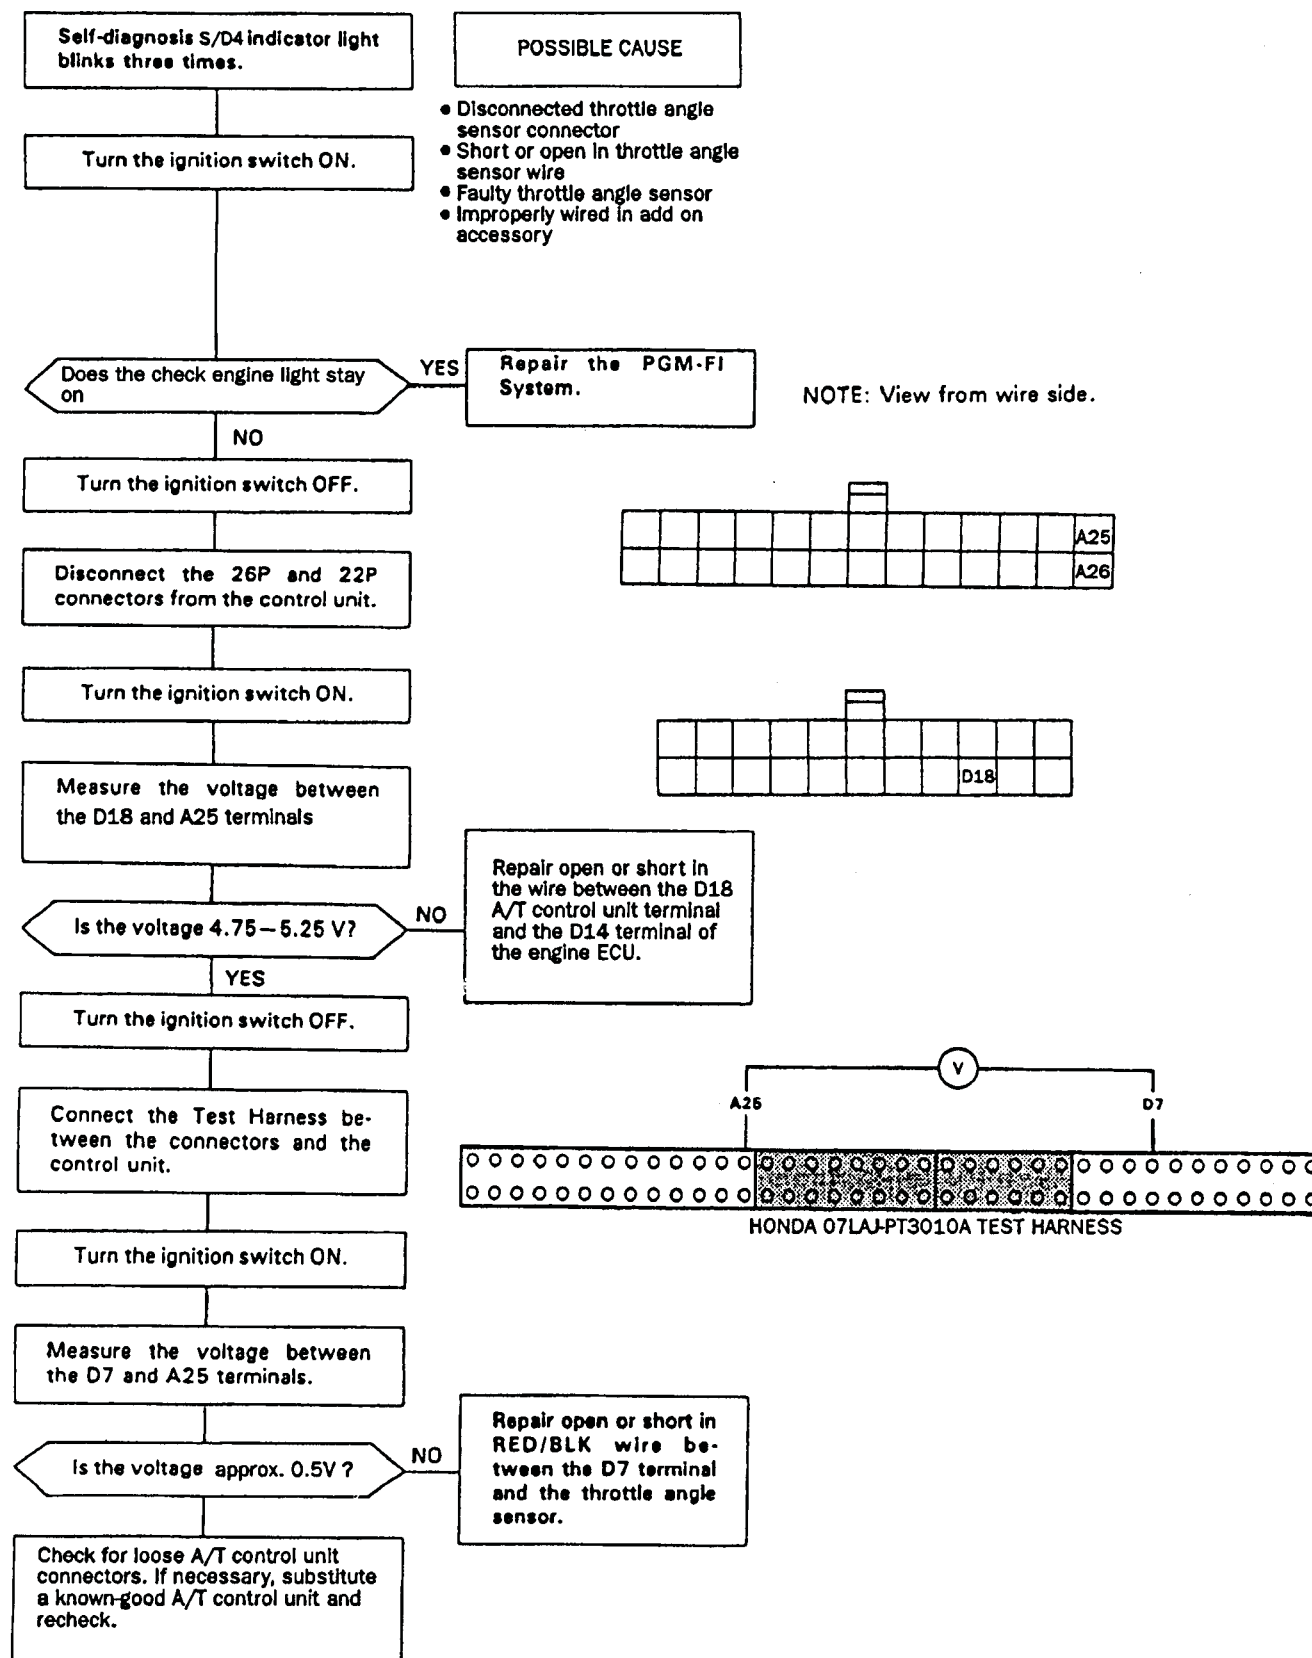 Self-diagnosis S/D4 indicator light
blinks three times.
POSSIBLE CAUSE
• Disconnected throttle angle
sensor connector
• Short or open in throttle angle
sensor wire
• Faulty throttle angle sensor
• Improperly wired in add on
accessory
Turn the ignition switch ON.
Does the check engine light stay
on
YES
Repair the PGM-FI
System.
NOTE: View from wire side.
NO
Turn the ignition switch OFF.
A25
A26
Disconnect the 26P and 22P
connectors from the control unit.
Turn the ignition switch ON.
D18
Measure the voltage between
the D18 and A25 terminals
Is the voltage 4.75–5.25 V?
NO
Repair open or short in
the wire between the D18
A/T control unit terminal
and the D14 terminal of
the engine ECU.
YES
Turn the ignition switch OFF.
Connect the Test Harness be-
tween the connectors and the
control unit.
V
A25
D7
HONDA 07LAJ-PT3010A TEST HARNESS
Turn the ignition switch ON.
Measure the voltage between
the D7 and A25 terminals.
Is the voltage approx. 0.5V ?
NO
Repair open or short in
RED/BLK wire be-
tween the D7 terminal
and the throttle angle
sensor.
Check for loose A/T control unit
connectors. If necessary, substitute
a known-good A/T control unit and
recheck.